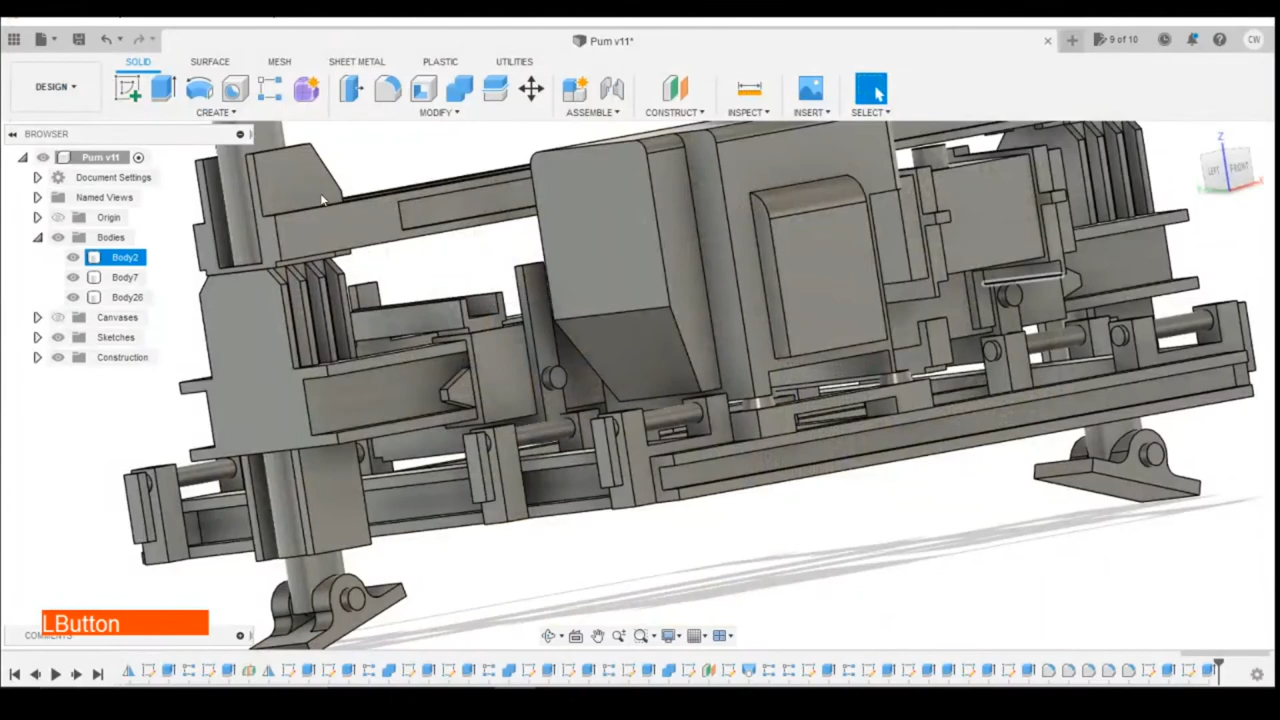 Pum v11*
9 of 10
CW
DESIGN
SOLID
SURFACE
MESH
SHEET METAL
PLASTIC
UTILITIES
CREATE
MODIFY
ASSEMBLE
CONSTRUCT
INSPECT
INSERT
SELECT
BROWSER
Pum v11
Document Settings
Named Views
Origin
Bodies
Body2
Body7
Body26
Canvases
Sketches
Construction
Z
LEFT
FRONT
LButton
COMMENTS